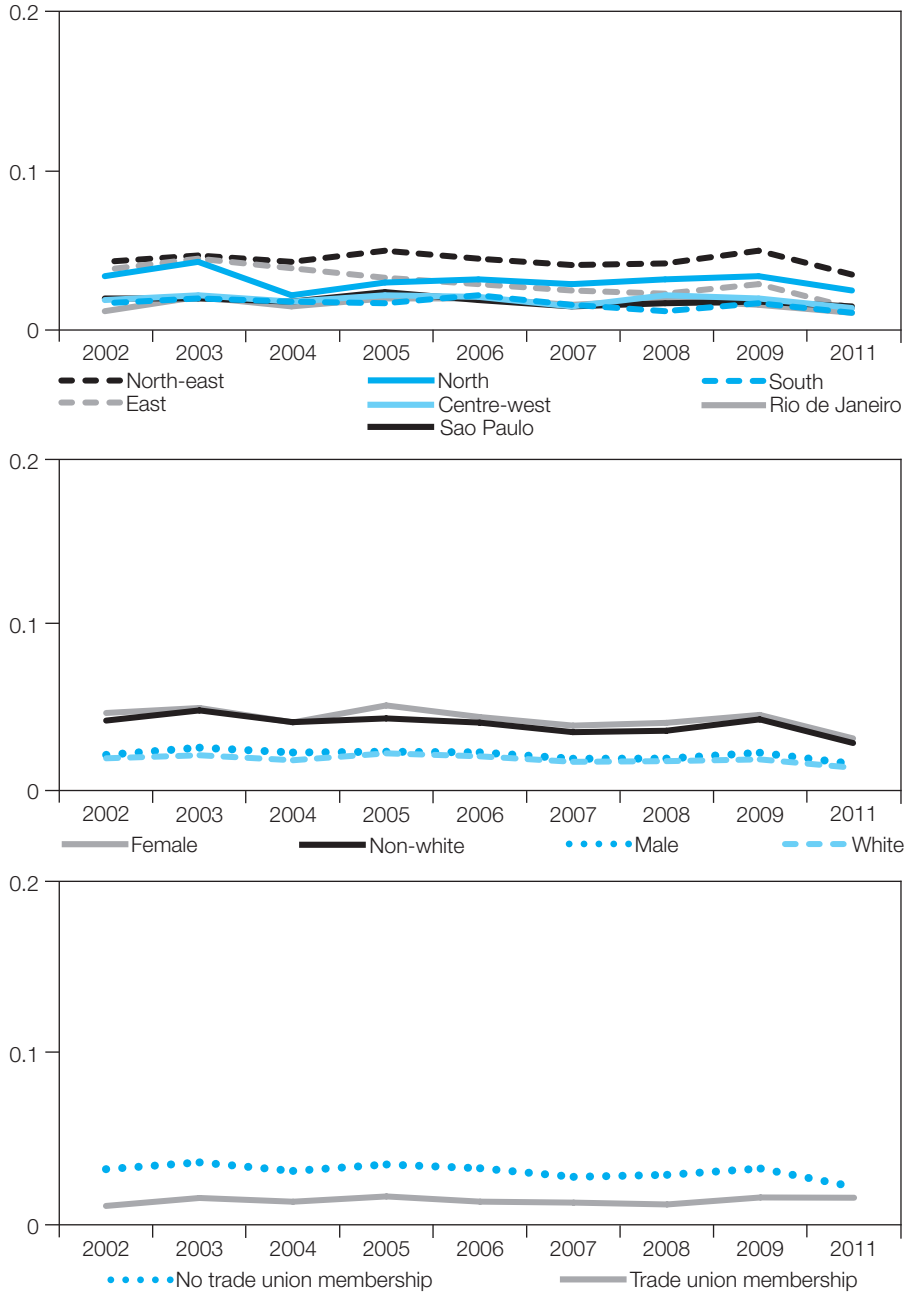 0.2
0.1
0
2002 2003 2004 2005 2006 2007 2008 2009 2011
North-east North South
East Centre-west Rio de Janeiro
Sao Paulo
0.2
0.1
0
2002 2003 2004 2005 2006 2007 2008 2009 2011
Female Non-white Male White
0.2
0.1
0
2002 2003 2004 2005 2006 2007 2008 2009 2011
No trade union membership Trade union membership